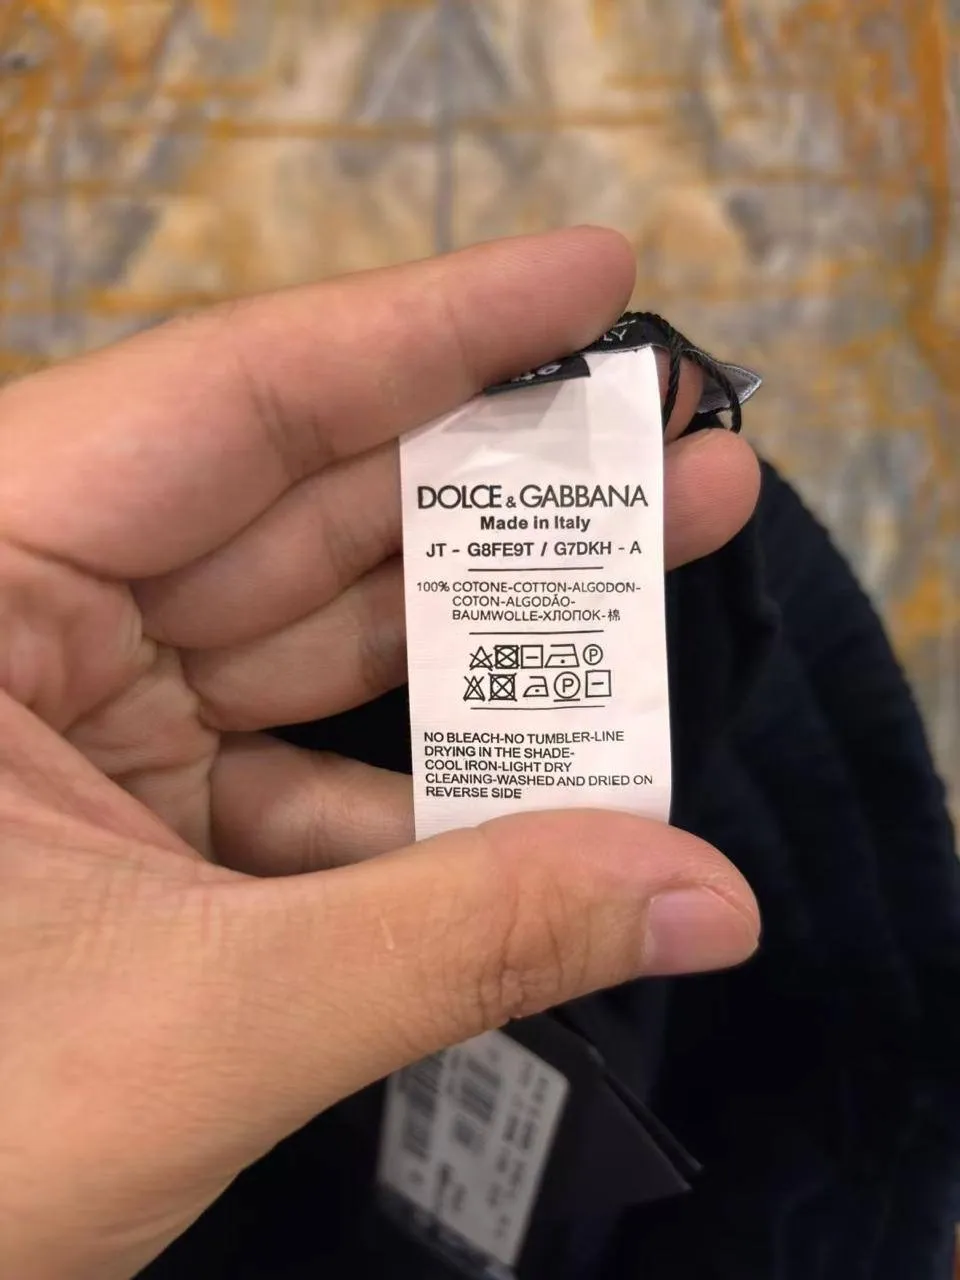 DOLCE & GABBANA
Made in Italy
JT - G8FE9T / G7DKH - A
100% COTONE-COTTON-ALGODON-
COTON-ALGODÃO-
BAUMWOLLE-ХЛОПОК-棉
P
P
NO BLEACH-NO TUMBLER-LINE
DRYING IN THE SHADE-
COOL IRON-LIGHT DRY
CLEANING-WASHED AND DRIED ON
REVERSE SIDE